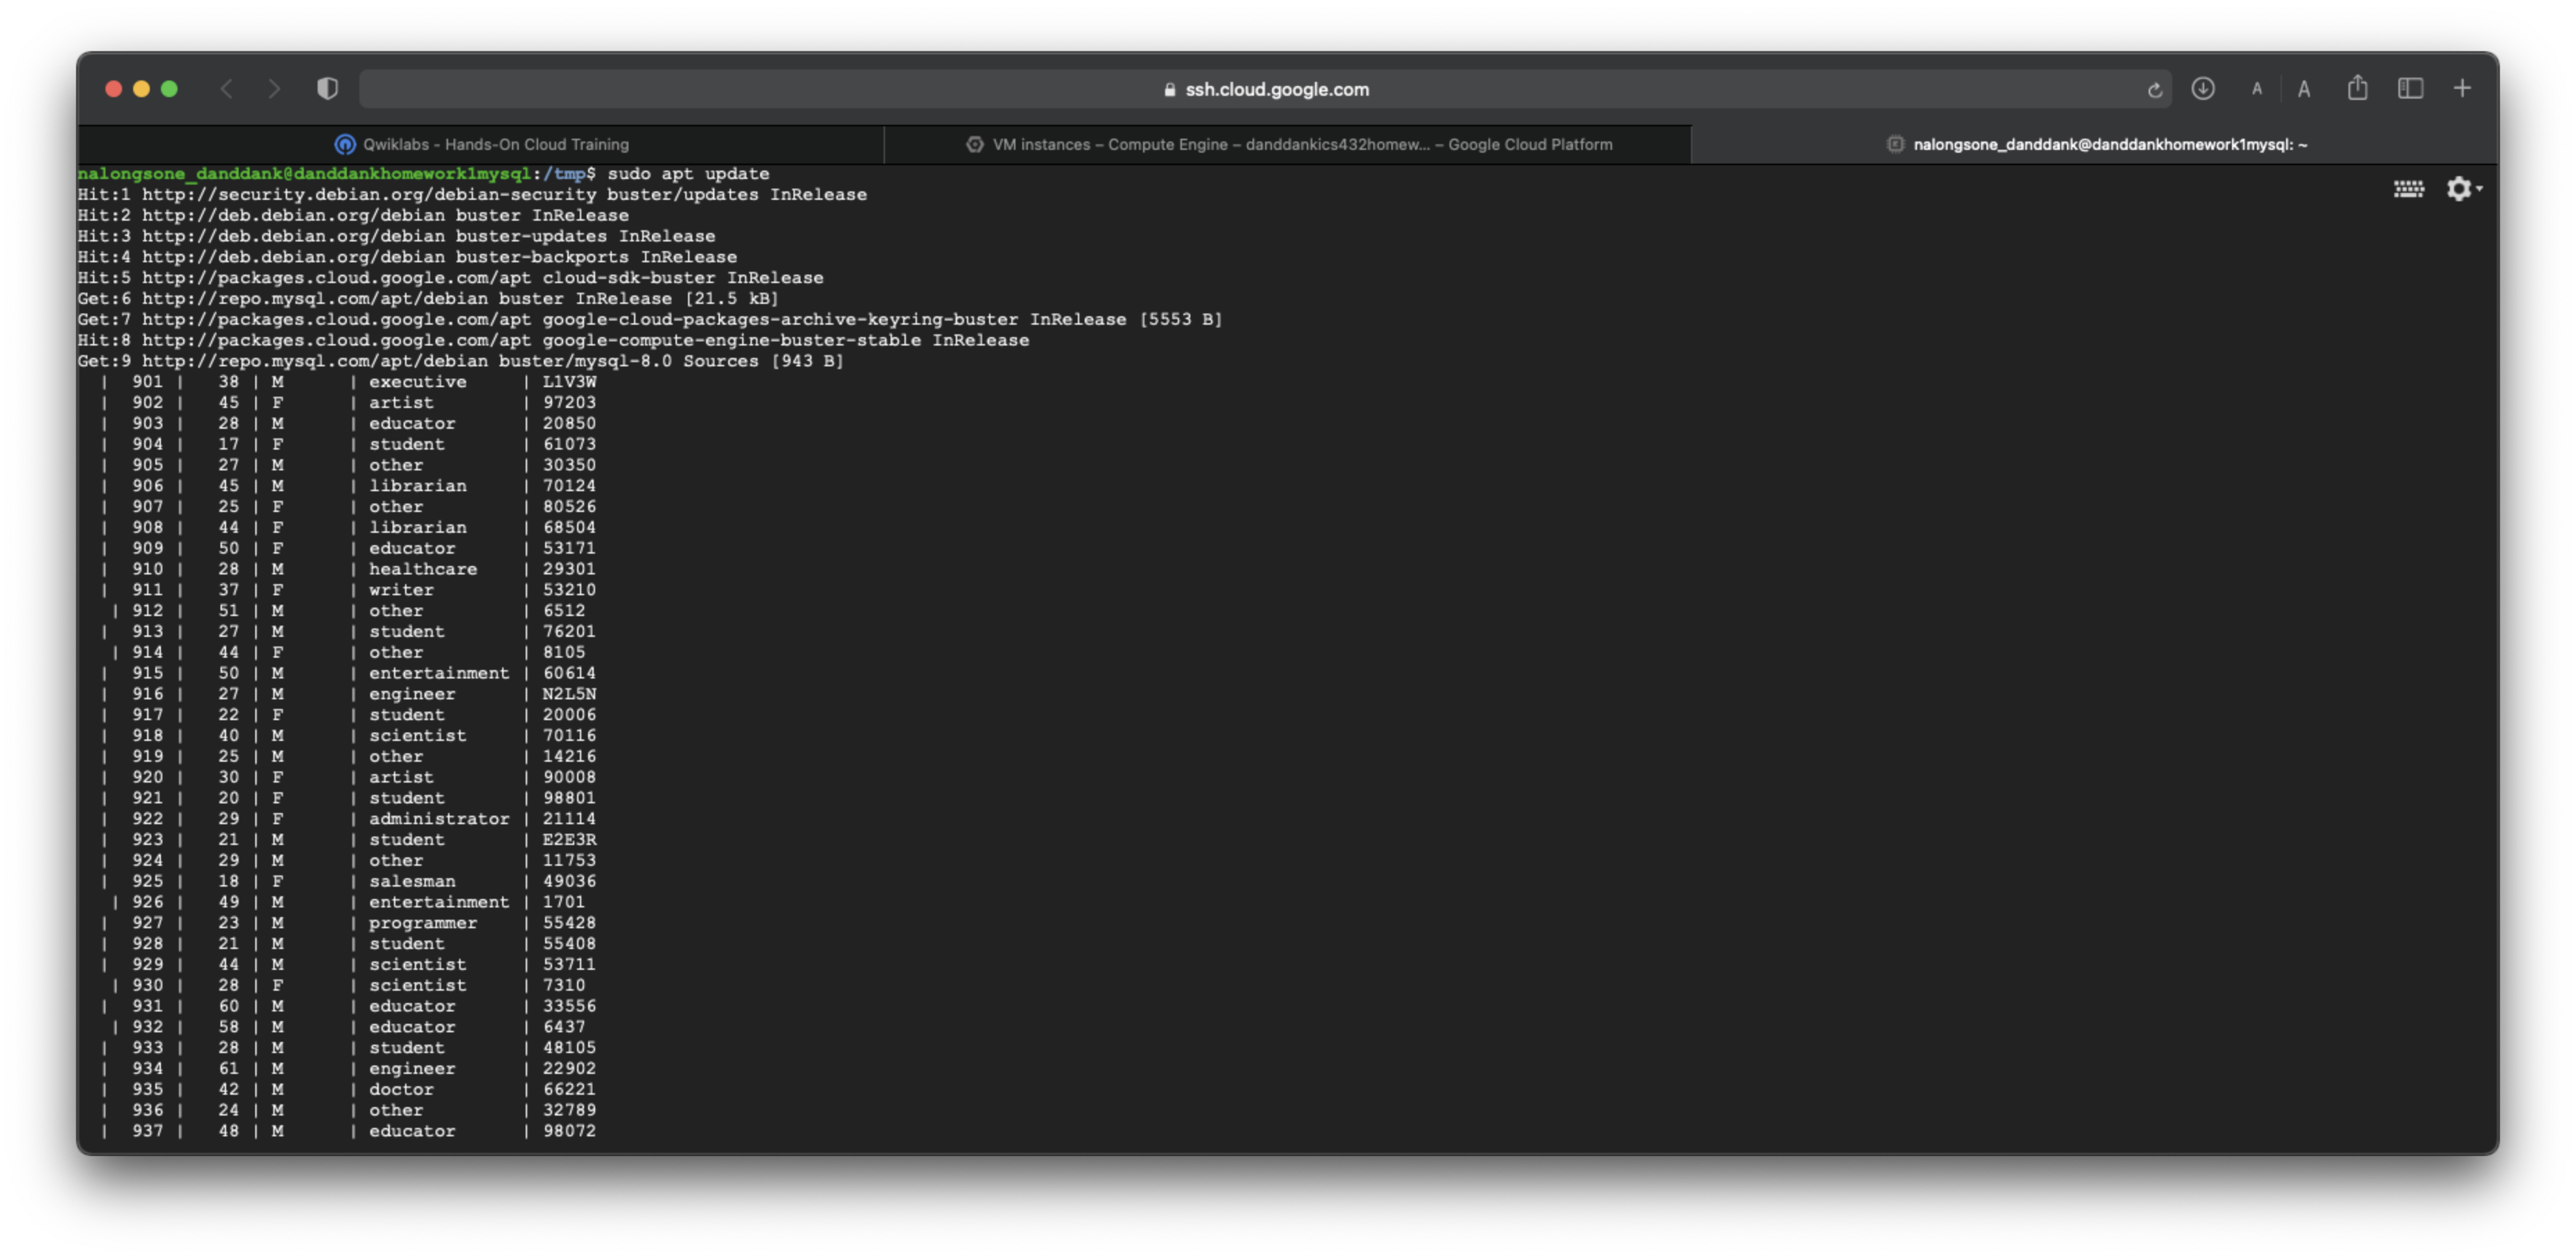 ssh.cloud.google.com
A A
Qwiklabs - Hands-On Cloud Training
VM instances – Compute Engine – danddankics432homew... – Google Cloud Platform
nalongsone_danddank@danddankhomework1mysql: ~
nalongsone_danddank@danddankhomework1mysql:/tmp$ sudo apt update
Hit:1 http://security.debian.org/debian-security buster/updates InRelease
Hit:2 http://deb.debian.org/debian buster InRelease
Hit:3 http://deb.debian.org/debian buster-updates InRelease
Hit:4 http://deb.debian.org/debian buster-backports InRelease
Hit:5 http://packages.cloud.google.com/apt cloud-sdk-buster InRelease
Get:6 http://repo.mysql.com/apt/debian buster InRelease [21.5 kB]
Get:7 http://packages.cloud.google.com/apt google-cloud-packages-archive-keyring-buster InRelease [5553 B]
Hit:8 http://packages.cloud.google.com/apt google-compute-engine-buster-stable InRelease
Get:9 http://repo.mysql.com/apt/debian buster/mysql-8.0 Sources [943 B]
| 901 | 38 | M | executive | L1V3W
| 902 | 45 | F | artist | 97203
| 903 | 28 | M | educator | 20850
| 904 | 17 | F | student | 61073
| 905 | 27 | M | other | 30350
| 906 | 45 | M | librarian | 70124
| 907 | 25 | F | other | 80526
| 908 | 44 | F | librarian | 68504
| 909 | 50 | F | educator | 53171
| 910 | 28 | M | healthcare | 29301
| 911 | 37 | F | writer | 53210
| 912 | 51 | M | other | 6512
| 913 | 27 | M | student | 76201
| 914 | 44 | F | other | 8105
| 915 | 50 | M | entertainment | 60614
| 916 | 27 | M | engineer | N2L5N
| 917 | 22 | F | student | 20006
| 918 | 40 | M | scientist | 70116
| 919 | 25 | M | other | 14216
| 920 | 30 | F | artist | 90008
| 921 | 20 | F | student | 98801
| 922 | 29 | F | administrator | 21114
| 923 | 21 | M | student | E2E3R
| 924 | 29 | M | other | 11753
| 925 | 18 | F | salesman | 49036
| 926 | 49 | M | entertainment | 1701
| 927 | 23 | M | programmer | 55428
| 928 | 21 | M | student | 55408
| 929 | 44 | M | scientist | 53711
| 930 | 28 | F | scientist | 7310
| 931 | 60 | M | educator | 33556
| 932 | 58 | M | educator | 6437
| 933 | 28 | M | student | 48105
| 934 | 61 | M | engineer | 22902
| 935 | 42 | M | doctor | 66221
| 936 | 24 | M | other | 32789
| 937 | 48 | M | educator | 98072